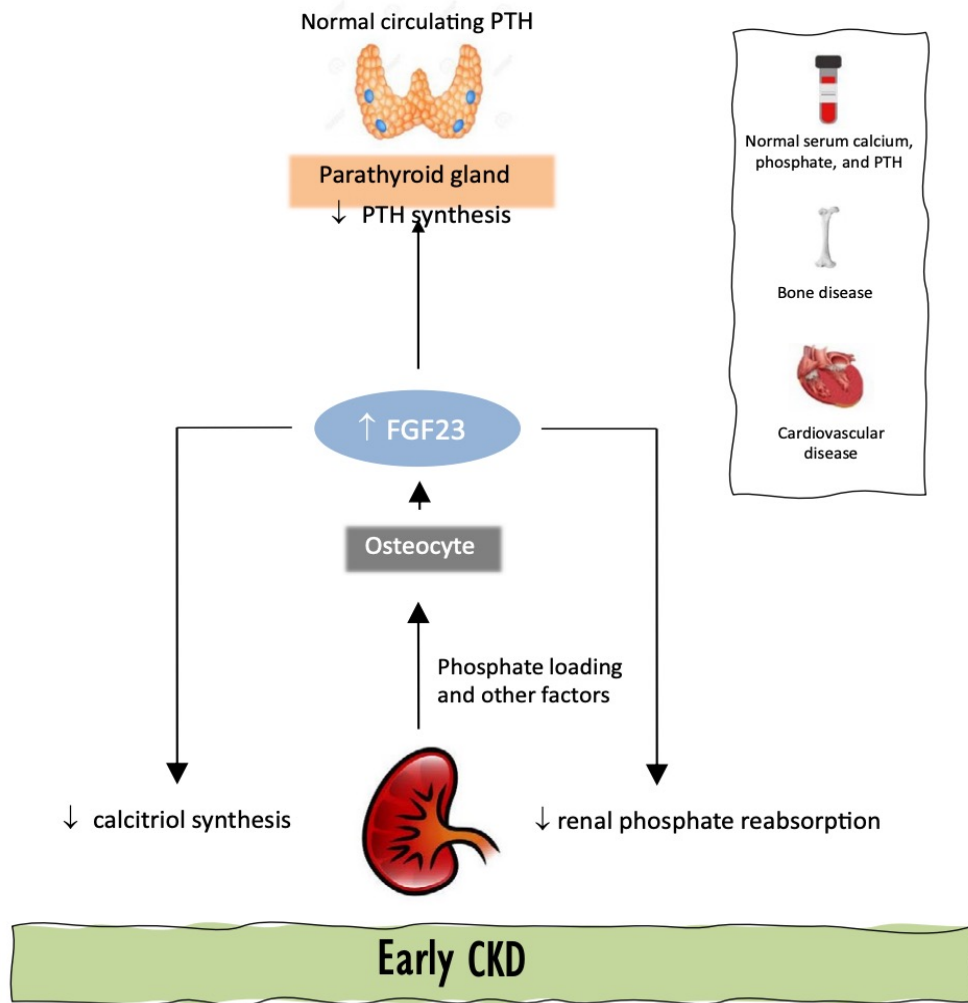 Normal circulating PTH
Parathyroid gland
↓ PTH synthesis
Normal serum calcium,
phosphate, and PTH
Bone disease
Cardiovascular
disease
↑ FGF23
Osteocyte
Phosphate loading
and other factors
↓ calcitriol synthesis
↓ renal phosphate reabsorption
Early CKD